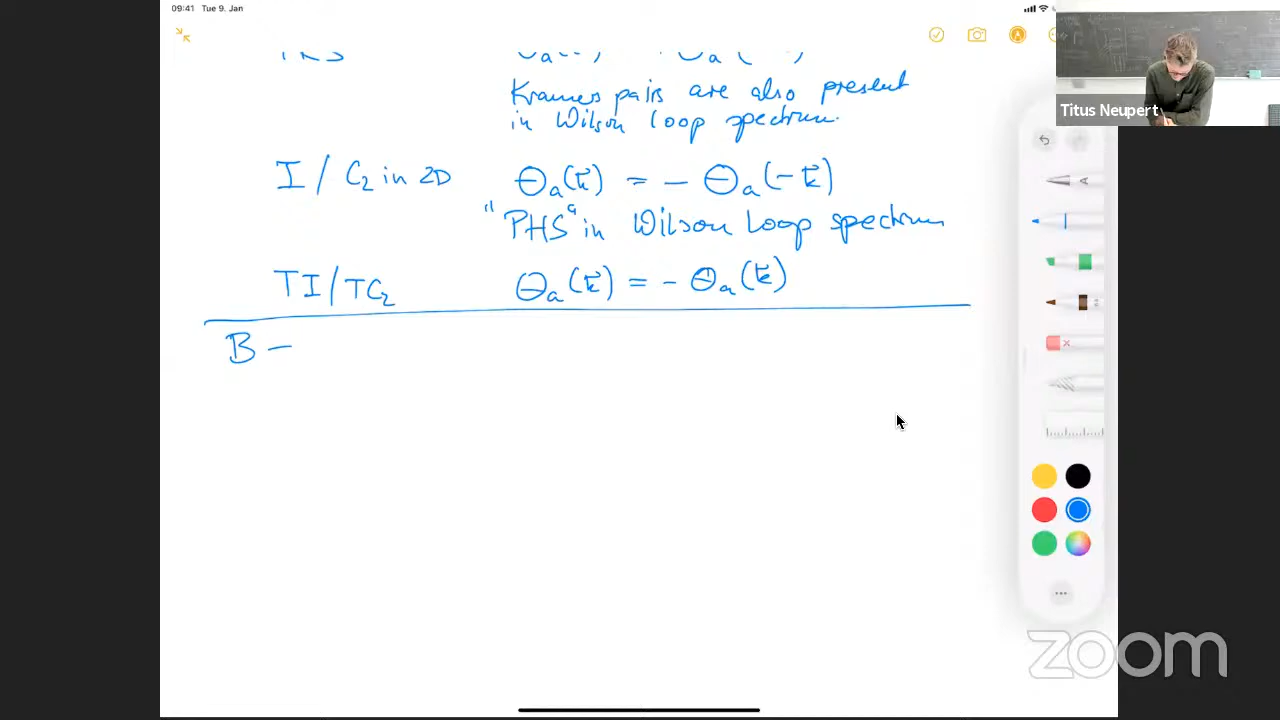 09:41 Tue 9. Jan
Kramers pairs are also present
in Wilson loop spectrum.
I / C₂ in 2D Θₐ(k⃗) = - Θₐ(-k⃗)
"PHS" in Wilson Loop spectrum
TI/TC₂ Θₐ(k⃗) = - Θₐ(k⃗)
B -
Titus Neupert
zoom